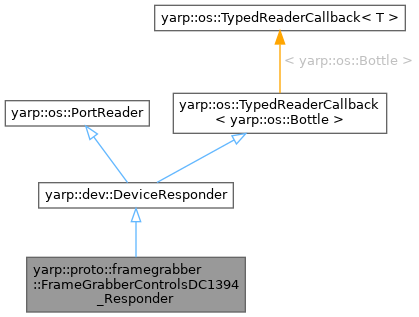 yarp::os::TypedReaderCallback< T >
< yarp::os::Bottle >
yarp::os::PortReader
yarp::os::TypedReaderCallback
< yarp::os::Bottle >
yarp::dev::DeviceResponder
yarp::proto::framegrabber
::FrameGrabberControlsDC1394
_Responder